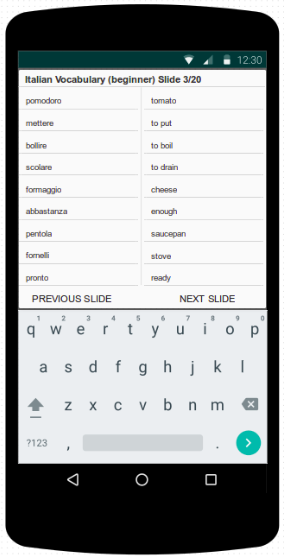 12:30
Italian Vocabulary (beginner) Slide 3/20
pomodoro tomato
mettere to put
bollire to boil
scolare to drain
formaggio cheese
abbastanza enough
pentola saucepan
fornelli stove
pronto ready
PREVIOUS SLIDE NEXT SLIDE
1 2 3 4 5 6 7 8 9 0
q w e r t y u i o p
a s d f g h j k l
z x c v b n m
?123 , .